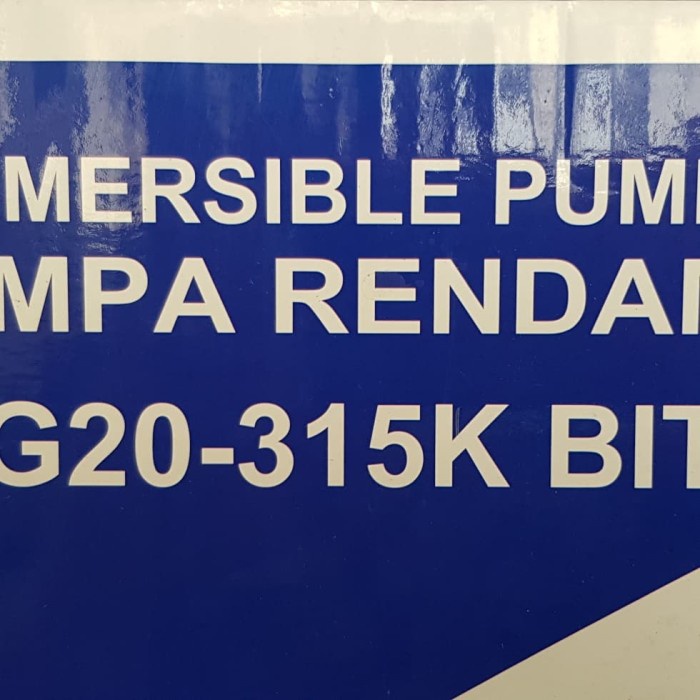 MERSIBLE PUM
MPA RENDA
G20-315K BIT